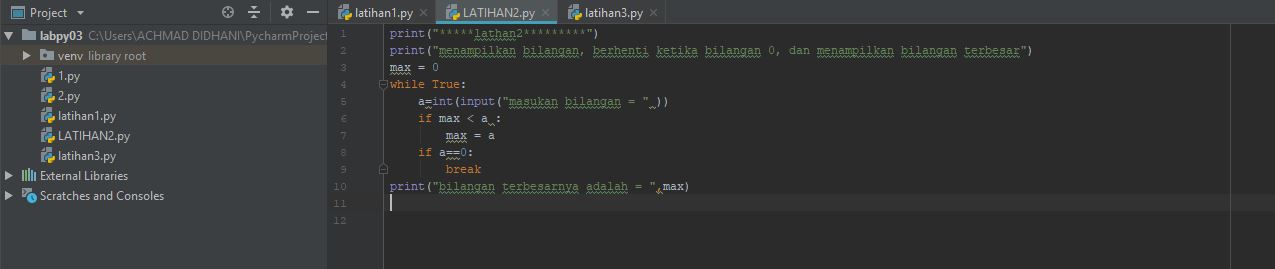 Project
labpy03 C:\Users\ACHMAD DIDHANI\PycharmProject
venv library root
1.py
2.py
latihan1.py
LATIHAN2.py
latihan3.py
External Libraries
Scratches and Consoles
latihan1.py LATIHAN2.py latihan3.py
1 print("*****lathan2*********")
2 print("menampilkan bilangan, berhenti ketika bilangan 0, dan menampilkan bilangan terbesar")
3 max = 0
4 while True:
5 a=int(input("masukan bilangan = " ))
6 if max < a :
7 max = a
8 if a==0:
9 break
10 print("bilangan terbesarnya adalah = ",max)
11
12